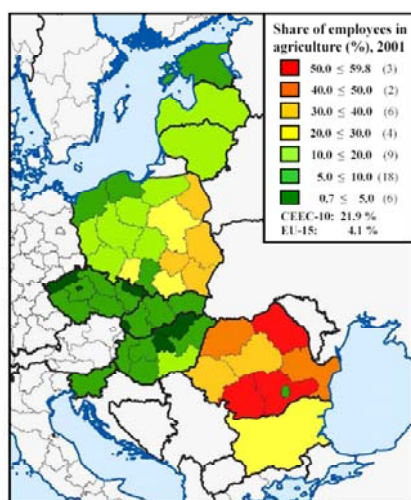 Share of employees in
agriculture (%), 2001
50.0 ≤ 59.8 (3)
40.0 ≤ 50.0 (2)
30.0 ≤ 40.0 (6)
20.0 ≤ 30.0 (4)
10.0 ≤ 20.0 (9)
5.0 ≤ 10.0 (18)
0.7 ≤ 5.0 (6)
CEEC-10: 21.9 %
EU-15: 4.1 %